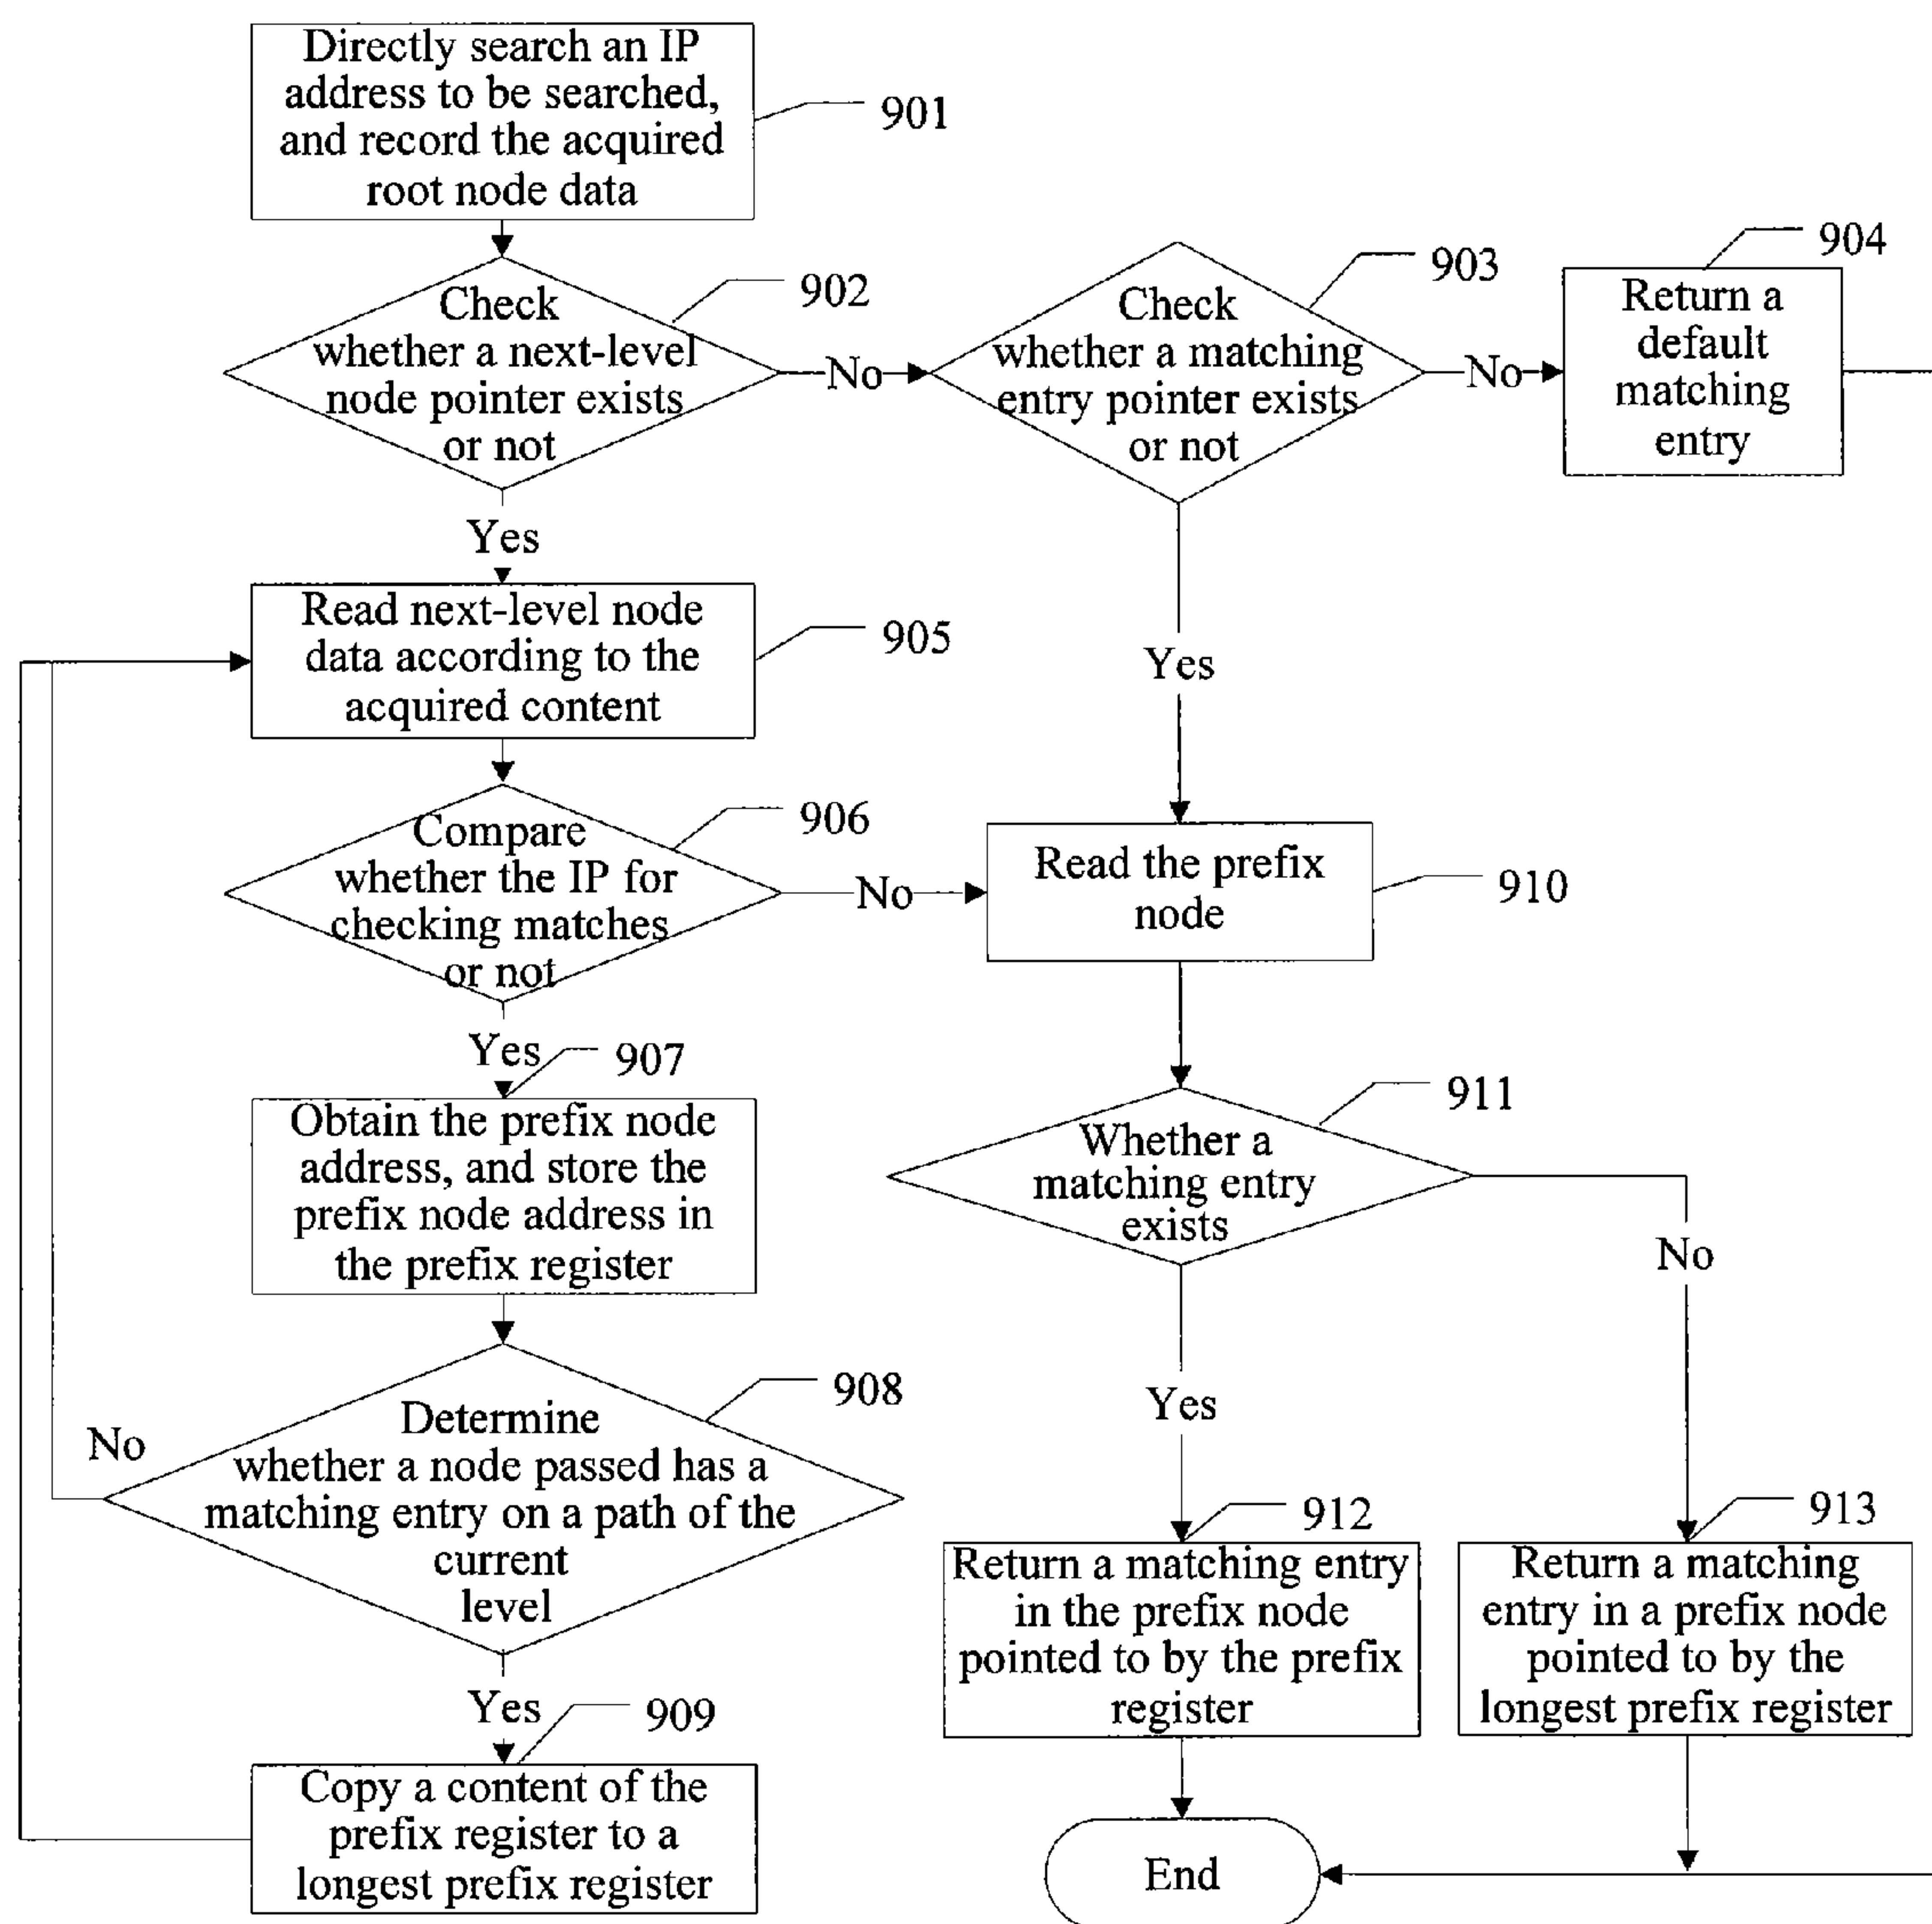 Directly search an IP
address to be searched,
and record the acquired
root node data
901
Check
whether a next-level
node pointer exists
or not
902
No
Check
whether a matching
entry pointer exists
or not
903
No
Return a
default
matching
entry
904
Yes
Yes
Read next-level node
data according to the
acquired content
905
Compare
whether the IP for
checking matches
or not
906
No
Read the prefix
node
910
Yes
907
Obtain the prefix node
address, and store the
prefix node address in
the prefix register
Whether a
matching entry
exists
911
No
Yes
Determine
whether a node passed has a
matching entry on a path of the
current
level
908
No
Yes
909
Copy a content of the
prefix register to a
longest prefix register
912
Return a matching entry
in the prefix node
pointed to by the prefix
register
913
Return a matching
entry in a prefix node
pointed to by the
longest prefix register
End